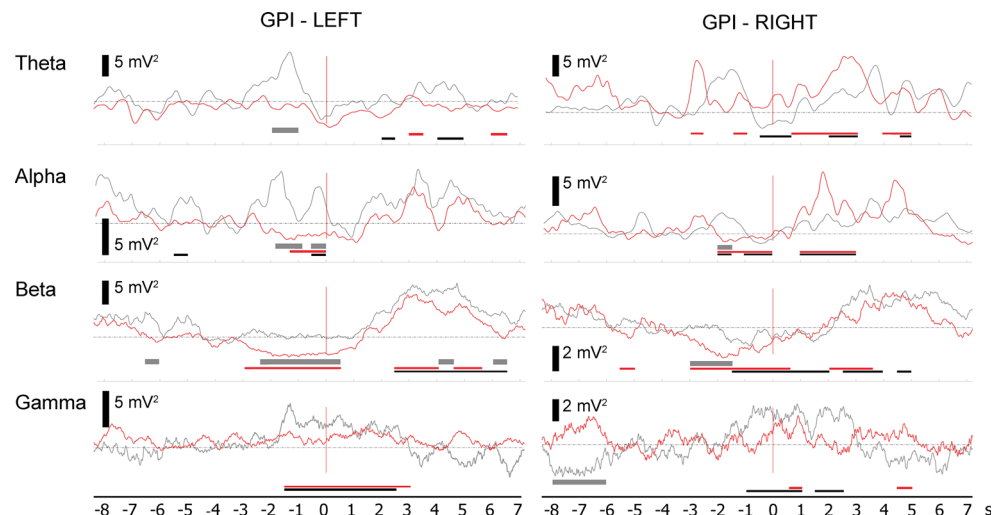 GPI - LEFT GPI - RIGHT
Theta 5 mV² 5 mV²
Alpha 5 mV² 5 mV²
Beta 5 mV² 2 mV²
Gamma 5 mV² 2 mV²
-8 -7 -6 -5 -4 -3 -2 -1 0 1 2 3 4 5 6 7 -8 -7 -6 -5 -4 -3 -2 -1 0 1 2 3 4 5 6 7 s